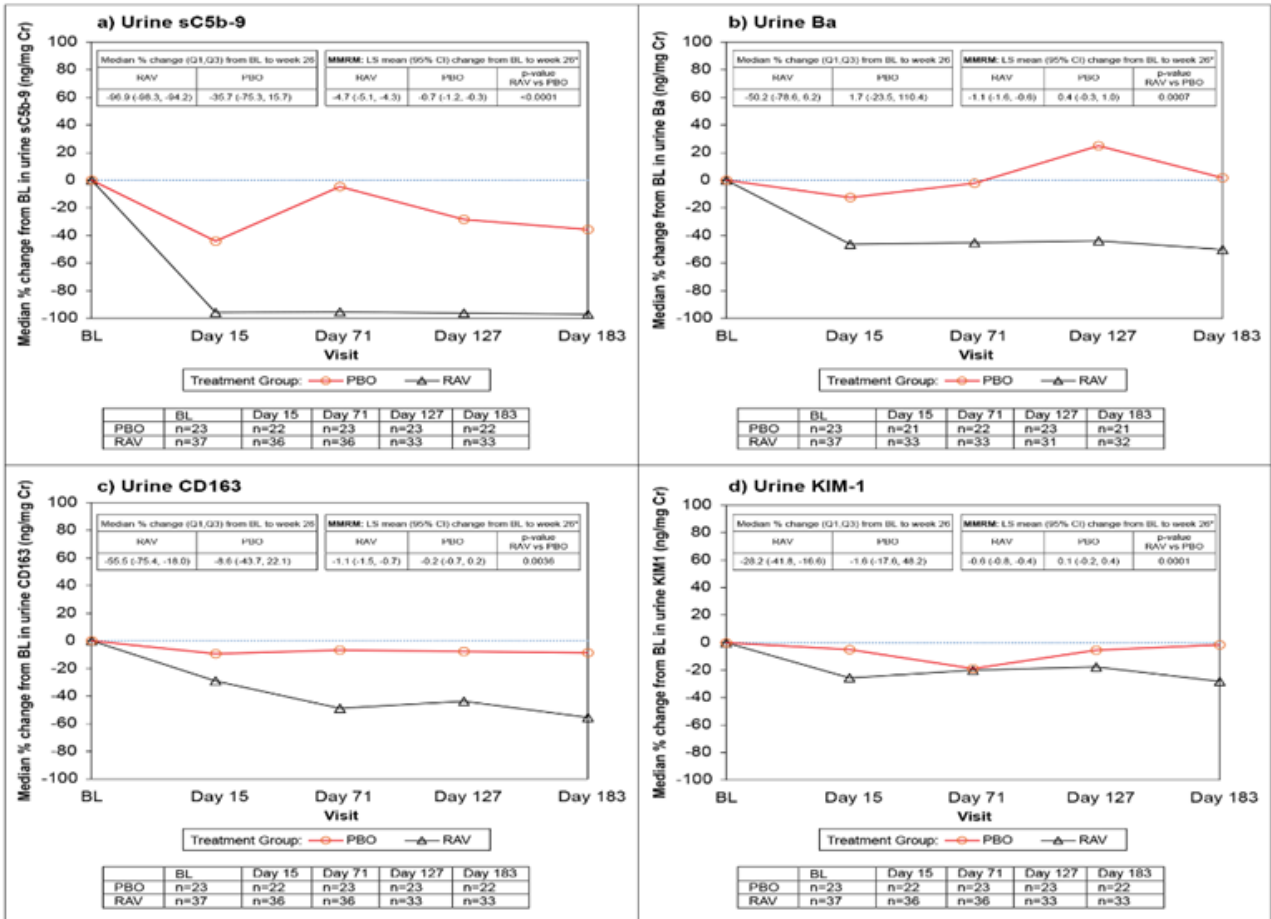 a) Urine sC5b-9
Median % change from BL in urine sC5b-9 (ng/mg Cr)
100
80
60
40
20
0
-20
-40
-60
-80
-100
Median % change (Q1,Q3) from BL to week 26
RAV PBO
-96.9 (-98.3, -94.2) -35.7 (-75.3, 15.7)
MMRM: LS mean (95% CI) change from BL to week 26*
RAV PBO p-value RAV vs PBO
-4.7 (-5.1, -4.3) -0.7 (-1.2, -0.3) <0.0001
BL Day 15 Day 71 Day 127 Day 183
Visit
Treatment Group: PBO RAV
BL Day 15 Day 71 Day 127 Day 183
PBO n=23 n=22 n=23 n=23 n=22
RAV n=37 n=36 n=36 n=33 n=33
b) Urine Ba
Median % change from BL in urine Ba (ng/mg Cr)
100
80
60
40
20
0
-20
-40
-60
-80
-100
Median % change (Q1,Q3) from BL to week 26
RAV PBO
-50.2 (-78.6, 6.2) 1.7 (-23.5, 110.4)
MMRM: LS mean (95% CI) change from BL to week 26*
RAV PBO p-value RAV vs PBO
-1.1 (-1.6, -0.6) 0.4 (-0.3, 1.0) 0.0007
BL Day 15 Day 71 Day 127 Day 183
Visit
Treatment Group: PBO RAV
BL Day 15 Day 71 Day 127 Day 183
PBO n=23 n=21 n=22 n=23 n=21
RAV n=37 n=33 n=33 n=31 n=32
c) Urine CD163
Median % change from BL in urine CD163 (ng/mg Cr)
100
80
60
40
20
0
-20
-40
-60
-80
-100
Median % change (Q1,Q3) from BL to week 26
RAV PBO
-55.5 (-75.4, -18.0) -8.6 (-43.7, 22.1)
MMRM: LS mean (95% CI) change from BL to week 26*
RAV PBO p-value RAV vs PBO
-1.1 (-1.5, -0.7) -0.2 (-0.7, 0.2) 0.0036
BL Day 15 Day 71 Day 127 Day 183
Visit
Treatment Group: PBO RAV
BL Day 15 Day 71 Day 127 Day 183
PBO n=23 n=22 n=23 n=23 n=22
RAV n=37 n=36 n=36 n=33 n=33
d) Urine KIM-1
Median % change from BL in urine KIM1 (ng/mg Cr)
100
80
60
40
20
0
-20
-40
-60
-80
-100
Median % change (Q1,Q3) from BL to week 26
RAV PBO
-28.2 (-41.8, -16.6) -1.6 (-17.6, 48.2)
MMRM: LS mean (95% CI) change from BL to week 26*
RAV PBO p-value RAV vs PBO
-0.6 (-0.8, -0.4) 0.1 (-0.2, 0.4) 0.0001
BL Day 15 Day 71 Day 127 Day 183
Visit
Treatment Group: PBO RAV
BL Day 15 Day 71 Day 127 Day 183
PBO n=23 n=22 n=23 n=23 n=22
RAV n=37 n=36 n=36 n=33 n=33